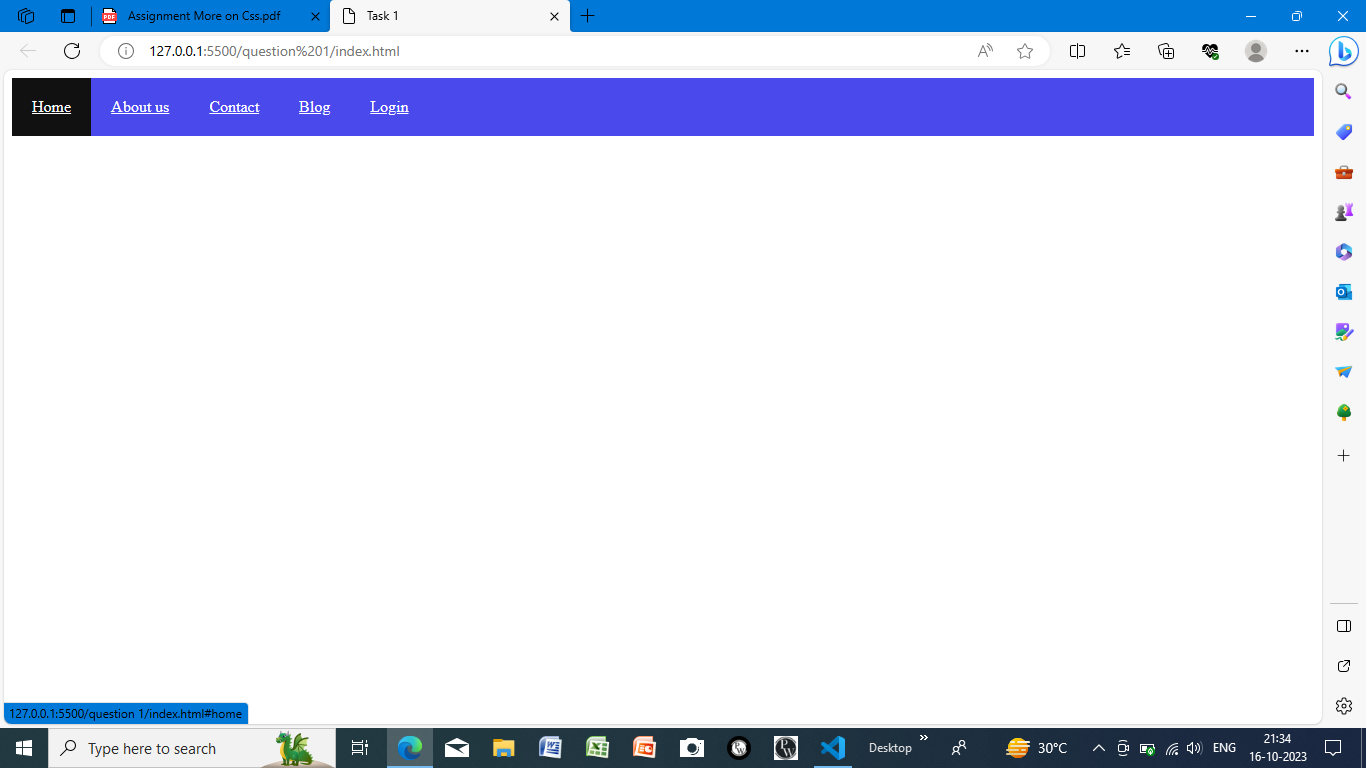 Assignment More on Css.pdf
Task 1
127.0.0.1:5500/question%201/index.html
Home About us Contact Blog Login
127.0.0.1:5500/question 1/index.html#home
Type here to search
Desktop
30°C
ENG
21:34
16-10-2023